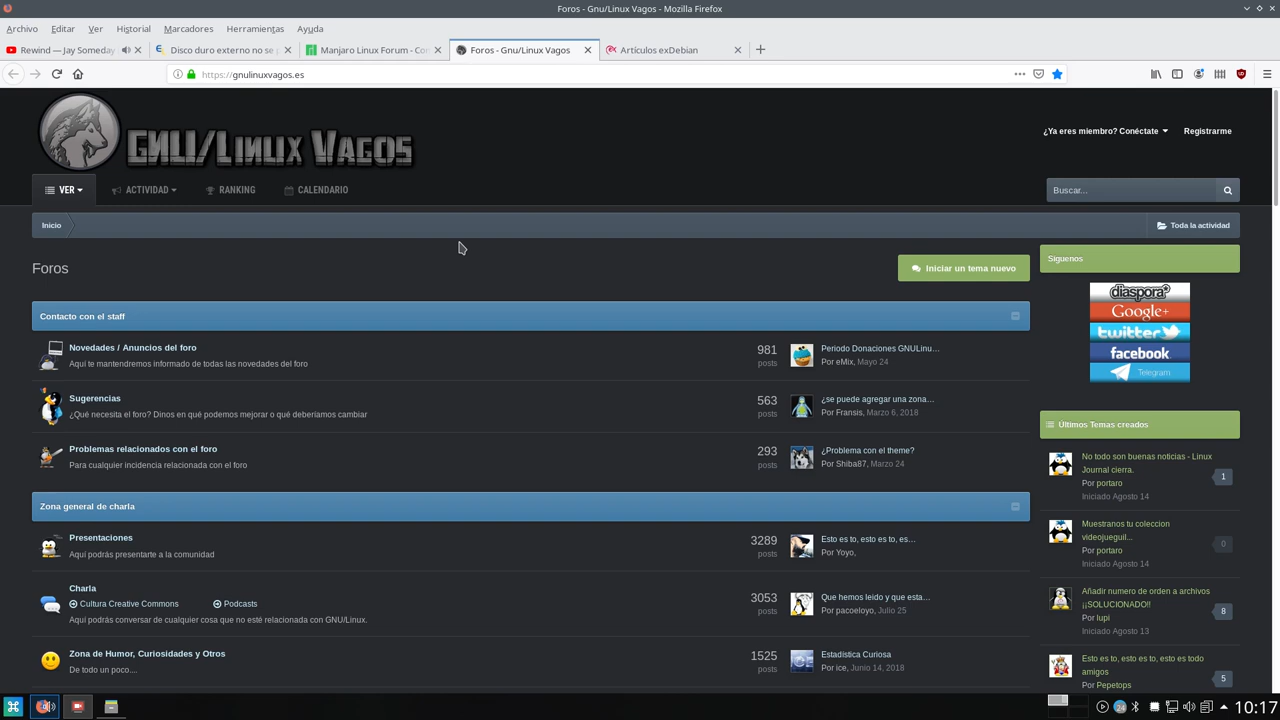 Foros - Gnu/Linux Vagos - Mozilla Firefox
Archivo Editar Ver Historial Marcadores Herramientas Ayuda
Rewind — Jay Someday
Disco duro externo no se
Manjaro Linux Forum - Co
Foros - Gnu/Linux Vagos
Artículos exDebian
https://gnulinuxvagos.es
GNU/Linux Vagos
¿Ya eres miembro? Conéctate Registrarme
VER ACTIVIDAD RANKING CALENDARIO
Buscar...
Inicio
Toda la actividad
Foros
Iniciar un tema nuevo
Contacto con el staff
Novedades / Anuncios del foro
Aquí te mantendremos informado de todas las novedades del foro
981
posts
Periodo Donaciones GNULinu…
Por eMix, Mayo 24
Sugerencias
¿Qué necesita el foro? Dinos en qué podemos mejorar o qué deberíamos cambiar
563
posts
¿se puede agregar una zona…
Por Fransis, Marzo 6, 2018
Problemas relacionados con el foro
Para cualquier incidencia relacionada con el foro
293
posts
¿Problema con el theme?
Por Shiba87, Marzo 24
Zona general de charla
Presentaciones
Aquí podrás presentarte a la comunidad
3289
posts
Esto es to, esto es to, es…
Por Yoyo,
Charla
Cultura Creative Commons Podcasts
Aquí podrás conversar de cualquier cosa que no esté relacionada con GNU/Linux.
3053
posts
Que hemos leido y que esta…
Por pacoeloyo, Julio 25
Zona de Humor, Curiosidades y Otros
De todo un poco....
1525
posts
Estadística Curiosa
Por ice, Junio 14, 2018
Síguenos
diaspora*
Google+
twitter
facebook
Telegram
Últimos Temas creados
No todo son buenas noticias - Linux
Journal cierra.
Por portaro
Iniciado Agosto 14
1
Muestranos tu coleccion
videojueguil...
Por portaro
Iniciado Agosto 14
0
Añadir numero de orden a archivos
¡¡SOLUCIONADO!!
Por lupi
Iniciado Agosto 13
8
Esto es to, esto es to, esto es todo
amigos
Por Pepetops
5
24
10:17